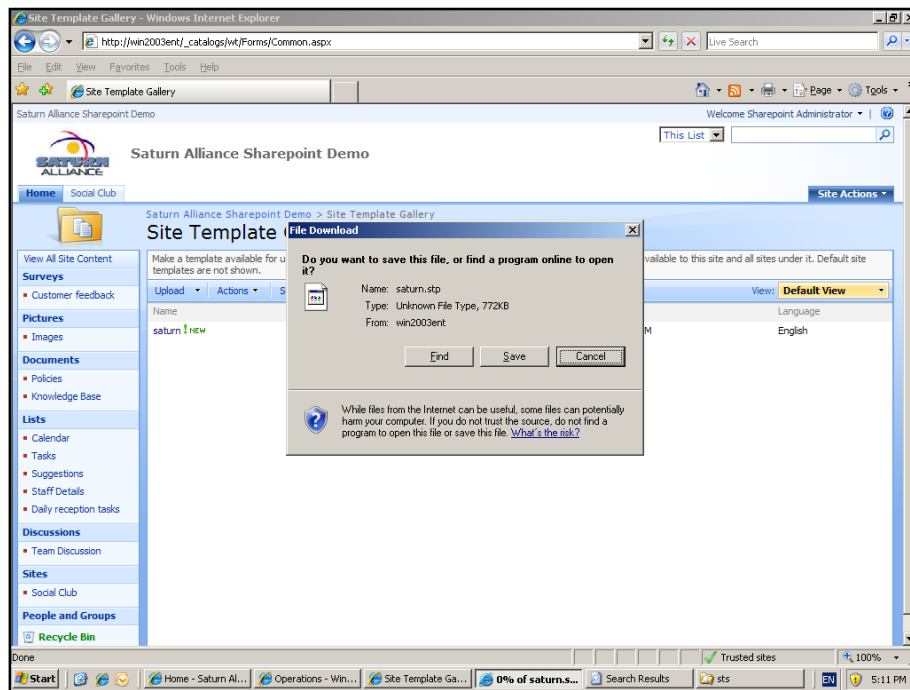 Site Template Gallery - Windows Internet Explorer
http://win2003ent/_catalogs/wt/Forms/Common.aspx
Live Search
File Edit View Favorites Tools Help
Site Template Gallery
Page Tools
Saturn Alliance Sharepoint Demo
Welcome Sharepoint Administrator
This List
SATURN
ALLIANCE
Saturn Alliance Sharepoint Demo
Home Social Club
Site Actions
Saturn Alliance Sharepoint Demo > Site Template Gallery
Site Template
File Download
View All Site Content
Make a template available for u
vailable to this site and all sites under it. Default site
templates are not shown.
Do you want to save this file, or find a program online to open
it?
Surveys
Customer feedback
Upload Actions S
View: Default View
Name: saturn.stp
Type: Unknown File Type, 772KB
From: win2003ent
Name
Language
saturn ! NEW
M
English
Pictures
Images
Find Save Cancel
Documents
Policies
Knowledge Base
While files from the Internet can be useful, some files can potentially
harm your computer. If you do not trust the source, do not find a
program to open this file or save this file. What's the risk?
Lists
Calendar
Tasks
Suggestions
Staff Details
Daily reception tasks
Discussions
Team Discussion
Sites
Social Club
People and Groups
Recycle Bin
Done
Trusted sites
100%
Start
Home - Saturn Al...
Operations - Win...
Site Template Ga...
0% of saturn.s...
Search Results
sts
EN
5:11 PM